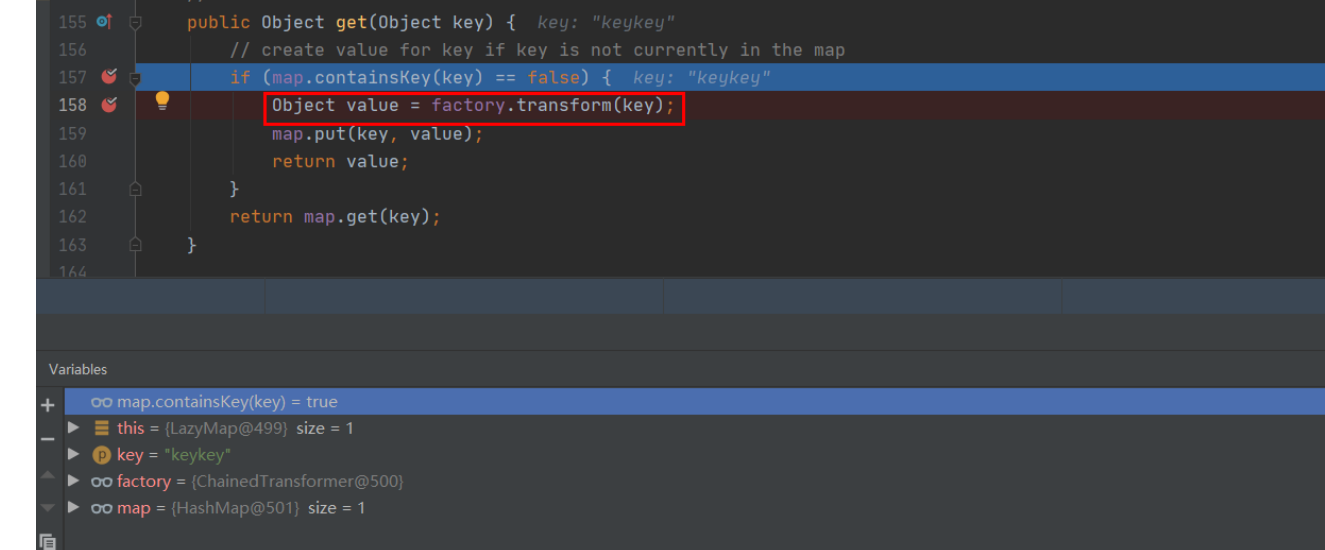 155 public Object get(Object key) { key: "keykey"
156 // create value for key if key is not currently in the map
157 if (map.containsKey(key) == false) { key: "keykey"
158 Object value = factory.transform(key);
159 map.put(key, value);
160 return value;
161 }
162 return map.get(key);
163 }
164
Variables
map.containsKey(key) = true
this = {LazyMap@499} size = 1
p key = "keykey"
factory = {ChainedTransformer@500}
map = {HashMap@501} size = 1